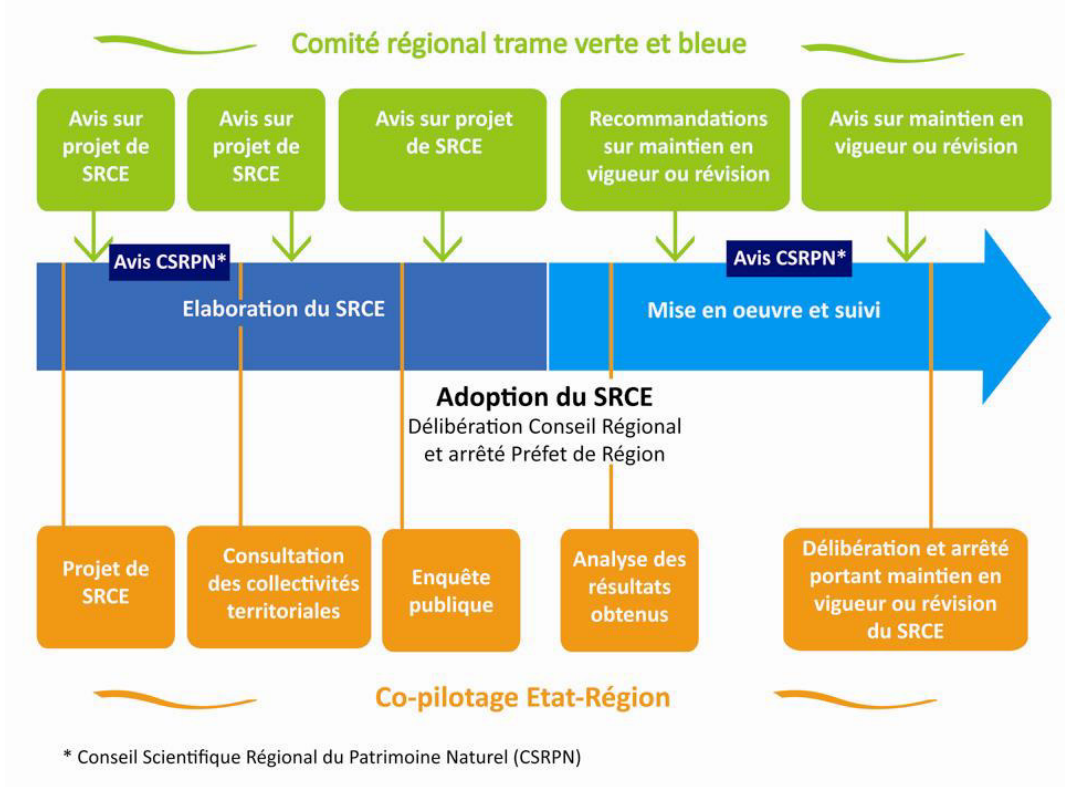 Comité régional trame verte et bleue
Avis sur
projet de
SRCE
Avis sur
projet de
SRCE
Avis sur projet
de SRCE
Recommandations
sur maintien en
vigueur ou révision
Avis sur maintien en
vigueur ou révision
Avis CSRPN*
Avis CSRPN*
Elaboration du SRCE
Mise en oeuvre et suivi
Adoption du SRCE
Délibération Conseil Régional
et arrêté Préfet de Région
Projet de
SRCE
Consultation
des collectivités
territoriales
Enquête
publique
Analyse des
résultats
obtenus
Délibération et arrêté
portant maintien en
vigueur ou révision
du SRCE
Co-pilotage Etat-Région
* Conseil Scientifique Régional du Patrimoine Naturel (CSRPN)